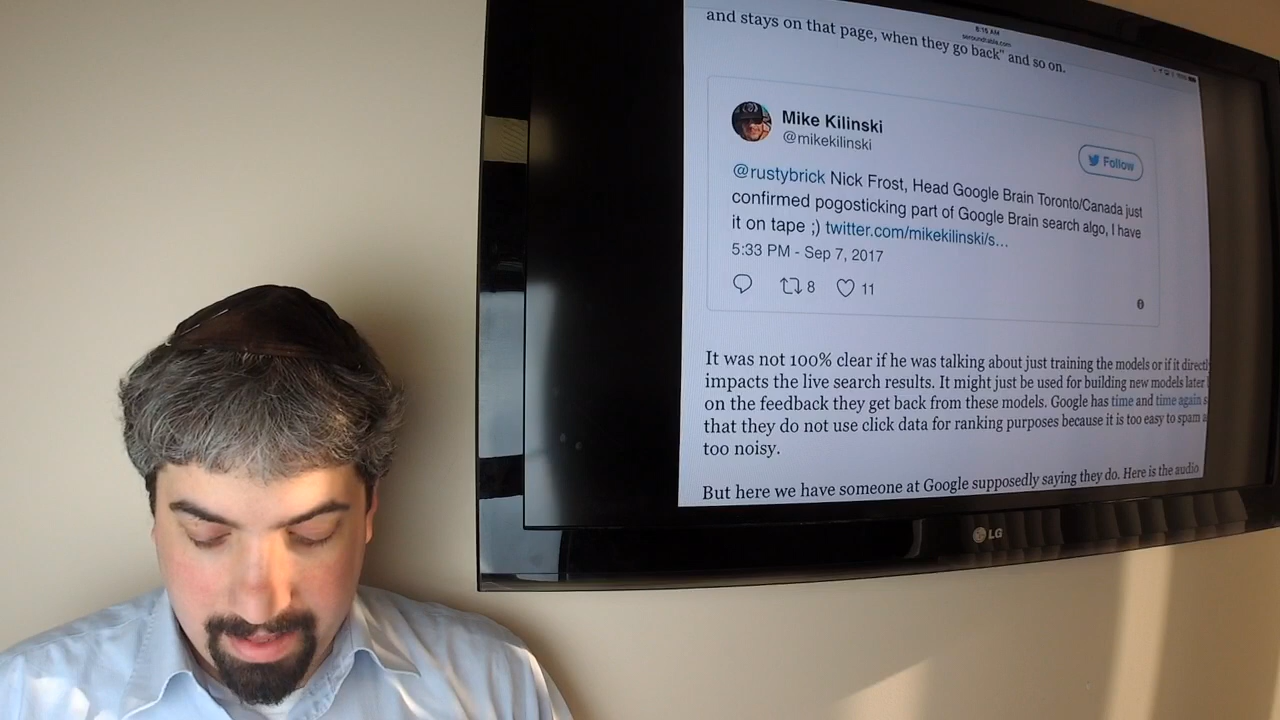 6:15 AM
seroundtable.com
and stays on that page, when they go back" and so on.
Mike Kilinski
@mikekilinski
Follow
@rustybrick Nick Frost, Head Google Brain Toronto/Canada just
confirmed pogosticking part of Google Brain search algo, I have
it on tape ;) twitter.com/mikekilinski/s...
5:33 PM - Sep 7, 2017
8
11
It was not 100% clear if he was talking about just training the models or if it directl
impacts the live search results. It might just be used for building new models later
on the feedback they get back from these models. Google has time and time again s
that they do not use click data for ranking purposes because it is too easy to spam a
too noisy.
But here we have someone at Google supposedly saying they do. Here is the audio
LG